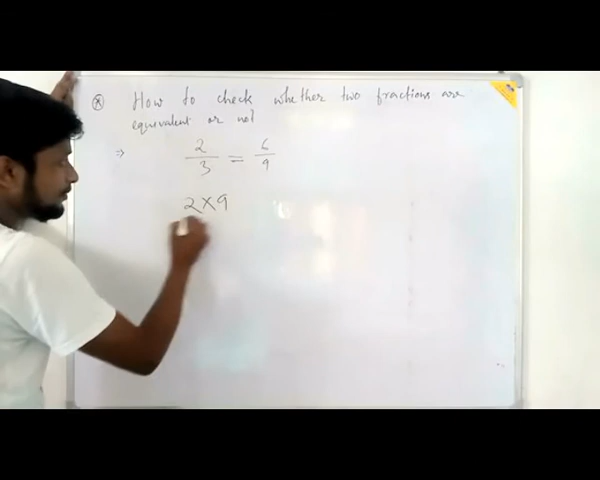 ⊗ How to check whether two fractions are
equivalent or not
⇒ 2/3 = 6/9
2×9